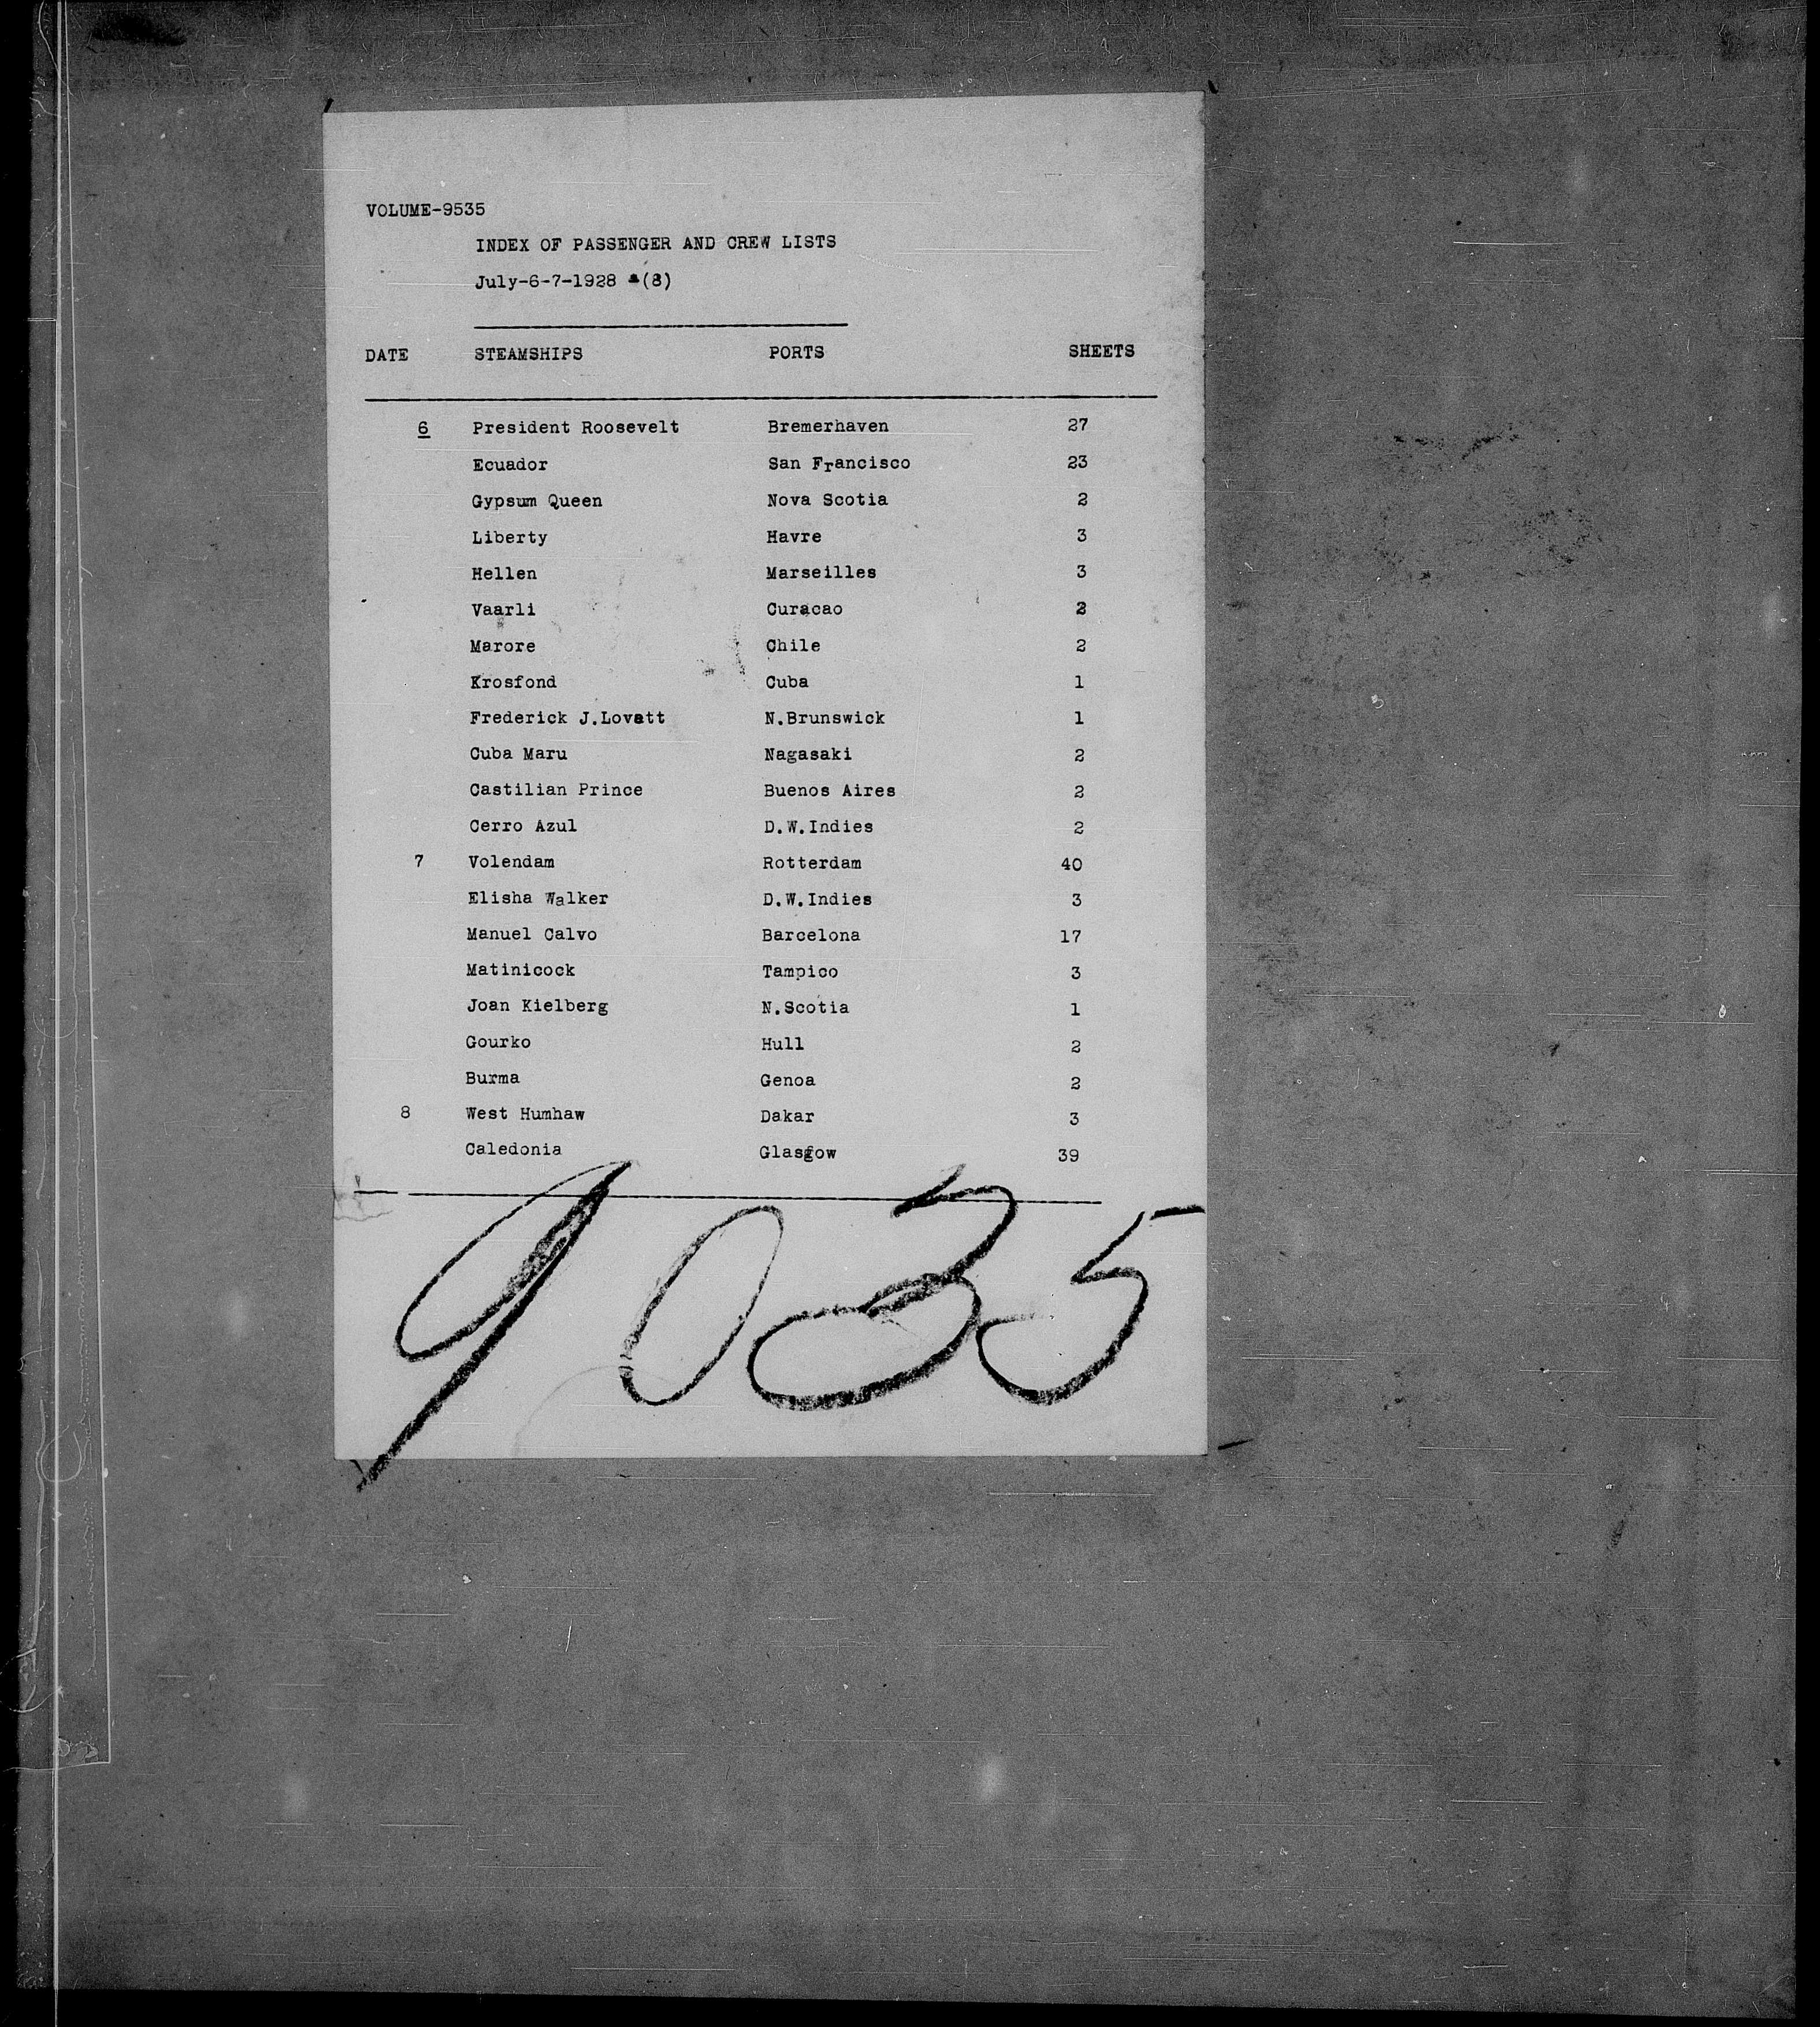 VOLUME-9535
INDEX OF PASSENGER AND CREW LISTS
July-6-7-1928 (8)
DATE STEAMSHIPS PORTS SHEETS
6 President Roosevelt Bremerhaven 27
Ecuador San Francisco 23
Gypsum Queen Nova Scotia 2
Liberty Havre 3
Hellen Marseilles 3
Vaarli Curacao 2
Marore Chile 2
Krosfond Cuba 1
Frederick J.Lovatt N.Brunswick 1
Cuba Maru Nagasaki 2
Castilian Prince Buenos Aires 2
Cerro Azul D.W.Indies 2
7 Volendam Rotterdam 40
Elisha Walker D.W.Indies 3
Manuel Calvo Barcelona 17
Matinicock Tampico 3
Joan Kielberg N.Scotia 1
Gourko Hull 2
Burma Genoa 2
8 West Humhaw Dakar 3
Caledonia Glasgow 39
9035